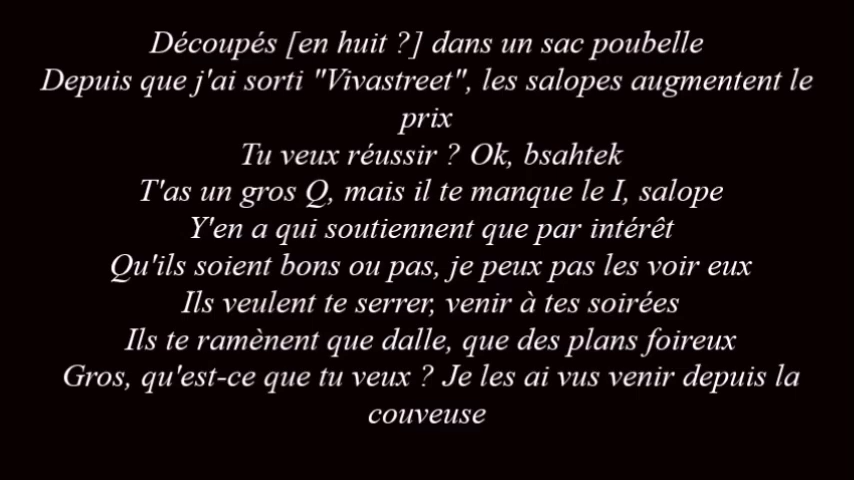 Découpés [en huit ?] dans un sac poubelle
Depuis que j'ai sorti "Vivastreet", les salopes augmentent le
prix
Tu veux réussir ? Ok, bsahtek
T'as un gros Q, mais il te manque le I, salope
Y'en a qui soutiennent que par intérêt
Qu'ils soient bons ou pas, je peux pas les voir eux
Ils veulent te serrer, venir à tes soirées
Ils te ramènent que dalle, que des plans foireux
Gros, qu'est-ce que tu veux ? Je les ai vus venir depuis la
couveuse